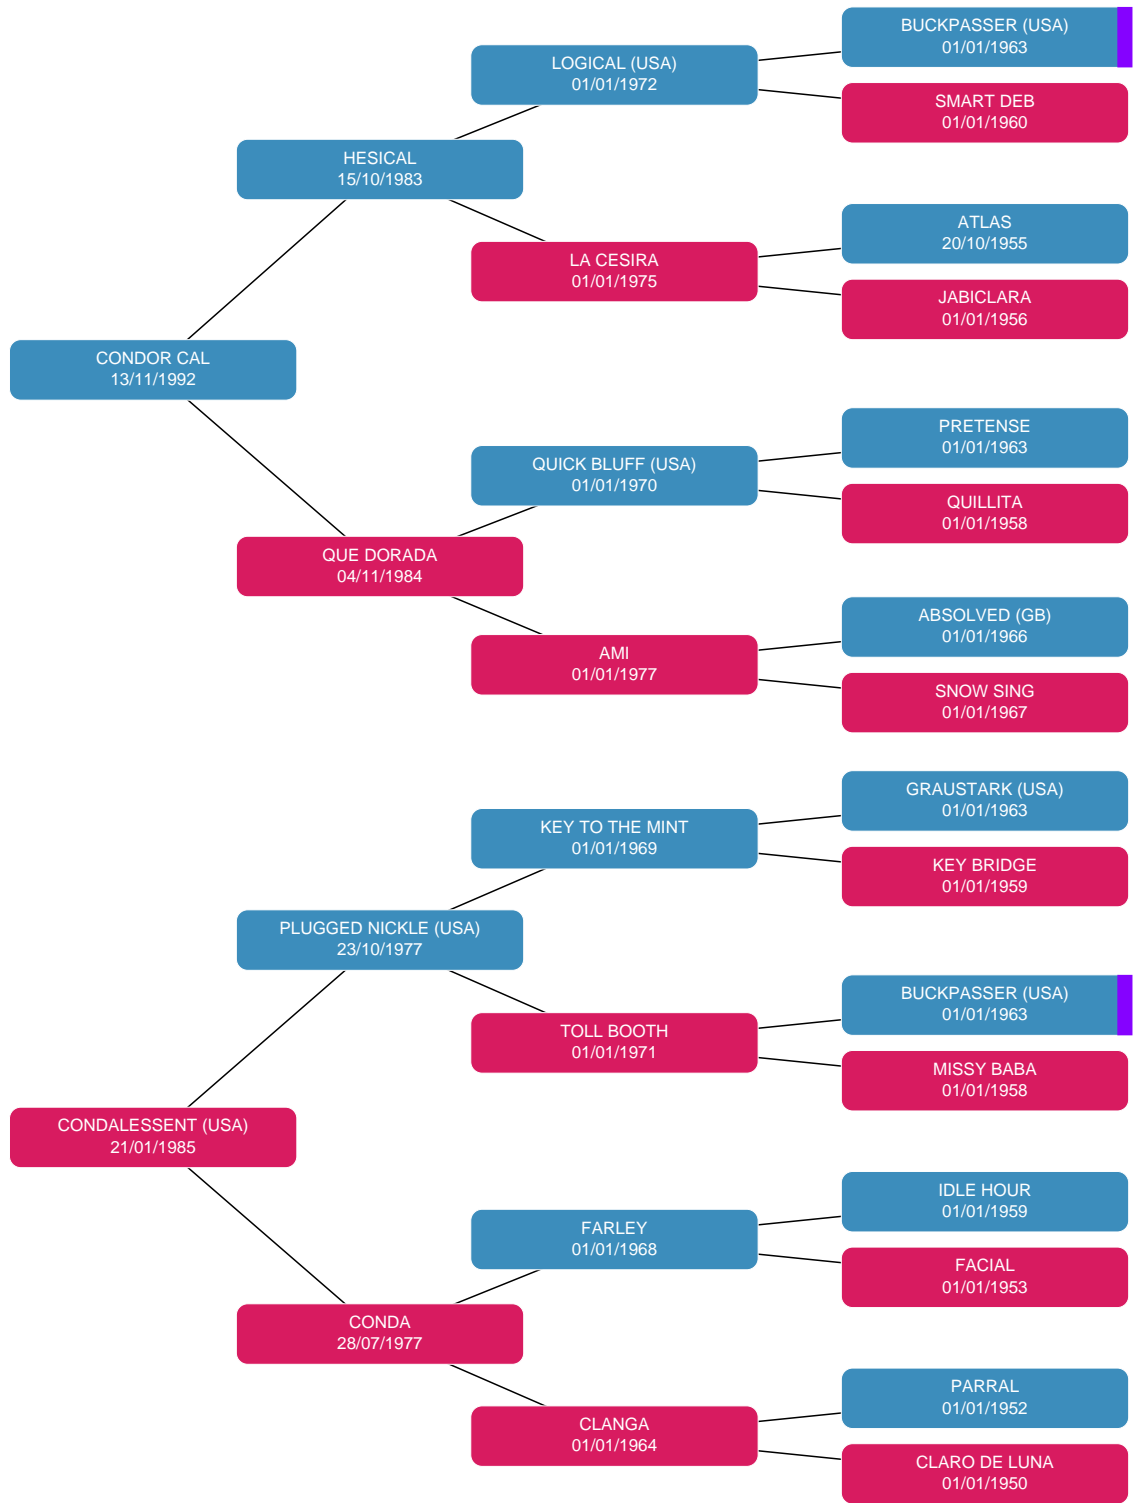 BUCKPASSER (USA)
01/01/1963
LOGICAL (USA)
01/01/1972
SMART DEB
01/01/1960
HESICAL
15/10/1983
ATLAS
20/10/1955
LA CESIRA
01/01/1975
JABICLARA
01/01/1956
CONDOR CAL
13/11/1992
PRETENSE
01/01/1963
QUICK BLUFF (USA)
01/01/1970
QUILLITA
01/01/1958
QUE DORADA
04/11/1984
ABSOLVED (GB)
01/01/1966
AMI
01/01/1977
SNOW SING
01/01/1967
GRAUSTARK (USA)
01/01/1963
KEY TO THE MINT
01/01/1969
KEY BRIDGE
01/01/1959
PLUGGED NICKLE (USA)
23/10/1977
BUCKPASSER (USA)
01/01/1963
TOLL BOOTH
01/01/1971
MISSY BABA
01/01/1958
CONDALESSENT (USA)
21/01/1985
IDLE HOUR
01/01/1959
FARLEY
01/01/1968
FACIAL
01/01/1953
CONDA
28/07/1977
PARRAL
01/01/1952
CLANGA
01/01/1964
CLARO DE LUNA
01/01/1950